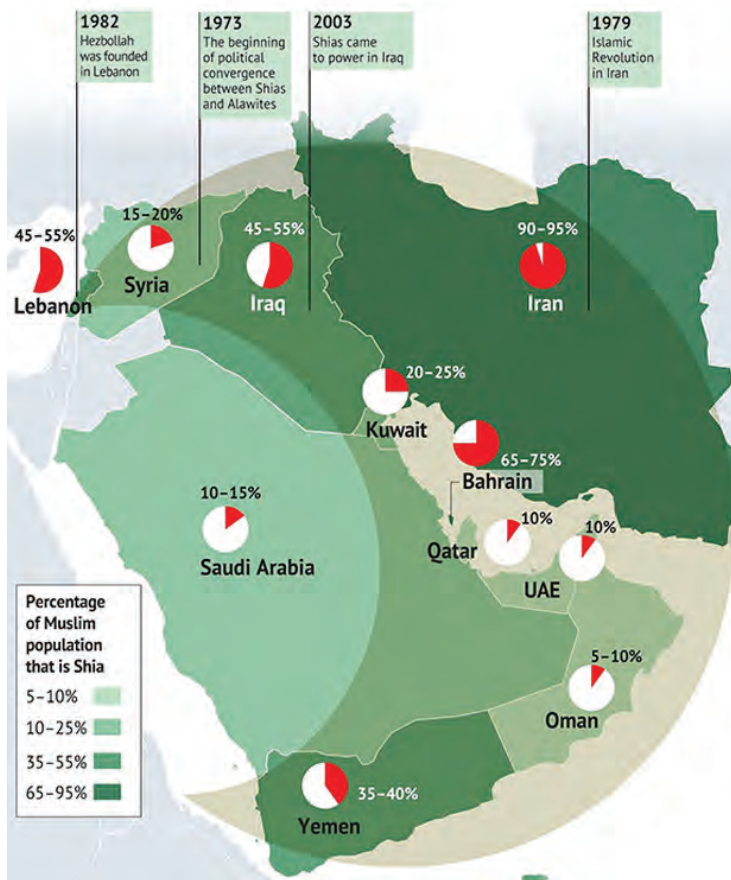 1982
Hezbollah
was founded
in Lebanon
1973
The beginning
of political
convergence
between Shias
and Alawites
2003
Shias came
to power in Iraq
1979
Islamic
Revolution
in Iran
45–55%
Lebanon
15–20%
Syria
45–55%
Iraq
90–95%
Iran
20–25%
Kuwait
65–75%
Bahrain
10–15%
Saudi Arabia
10%
Qatar
10%
UAE
5–10%
Oman
35–40%
Yemen
Percentage
of Muslim
population
that is Shia
5–10%
10–25%
35–55%
65–95%